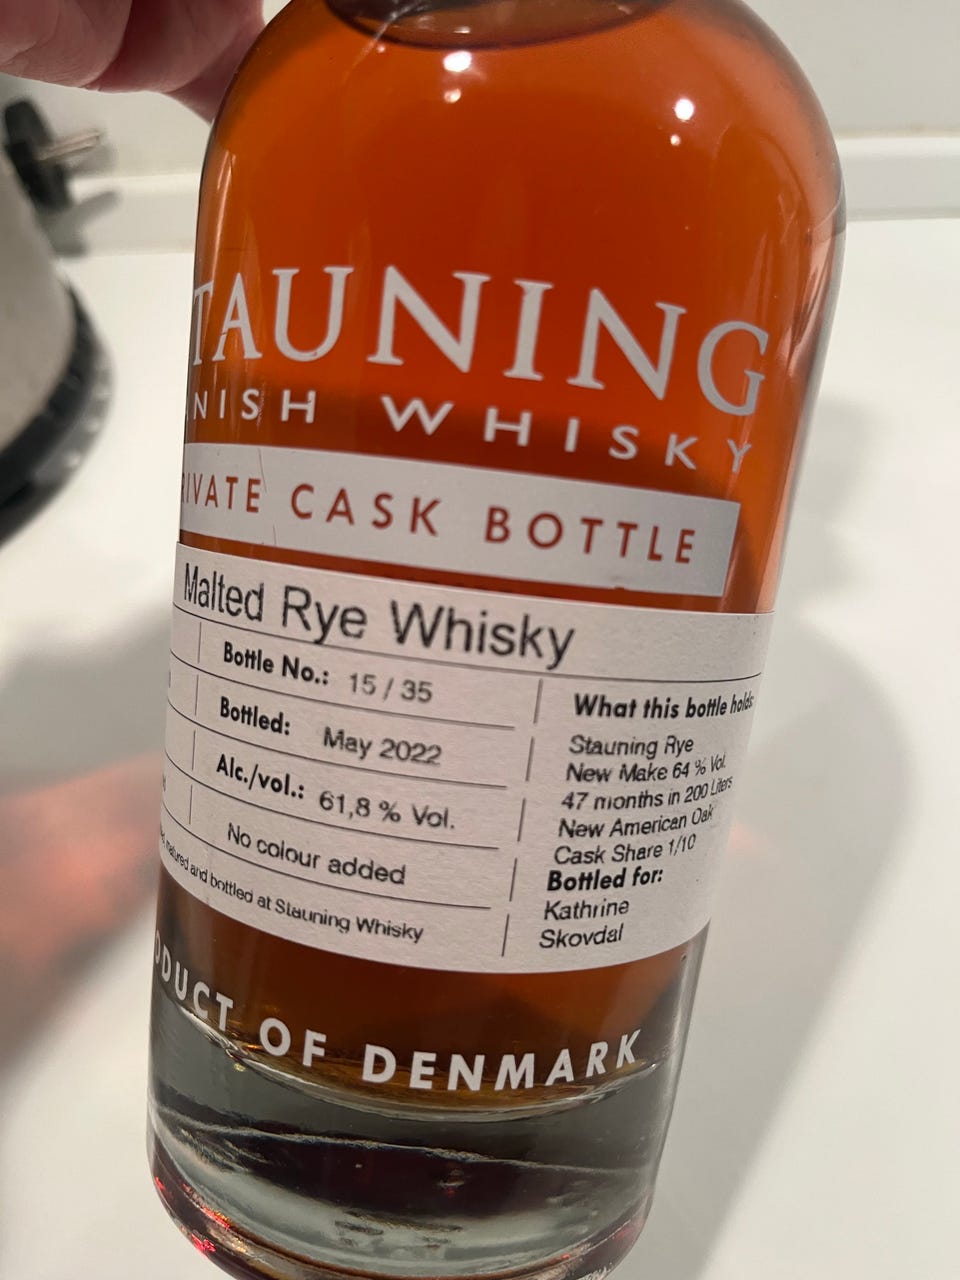 TAUNING
NISH WHISKY
IVATE CASK BOTTLE
Malted Rye Whisky
Bottle No.: 15 / 35
Bottled: May 2022
Alc./vol.: 61,8 % Vol.
No colour added
matured and bottled at Stauning Whisky
What this bottle holds:
Stauning Rye
New Make 64 % Vol.
47 months in 200 Liters
New American Oak
Cask Share 1/10
Bottled for:
Kathrine
Skovdal
ODUCT OF DENMARK